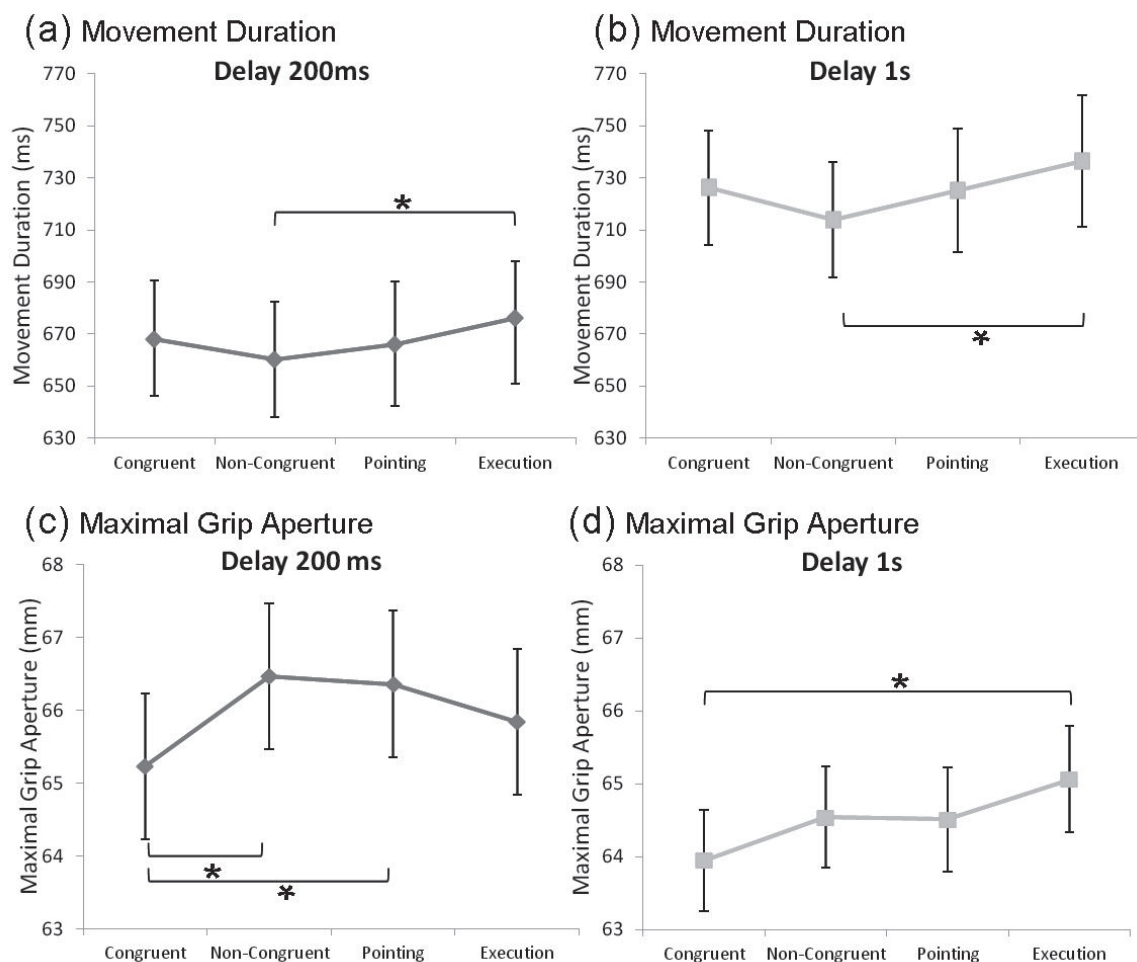 (a) Movement Duration
Delay 200ms
Movement Duration (ms)
770
750
730
710
690
670
650
630
*
Congruent Non-Congruent Pointing Execution
(b) Movement Duration
Delay 1s
Movement Duration (ms)
770
750
730
710
690
670
650
630
*
Congruent Non-Congruent Pointing Execution
(c) Maximal Grip Aperture
Delay 200 ms
Maximal Grip Aperture (mm)
68
67
66
65
64
63
*
*
Congruent Non-Congruent Pointing Execution
(d) Maximal Grip Aperture
Delay 1s
Maximal Grip Aperture (mm)
68
67
66
65
64
63
*
Congruent Non-Congruent Pointing Execution